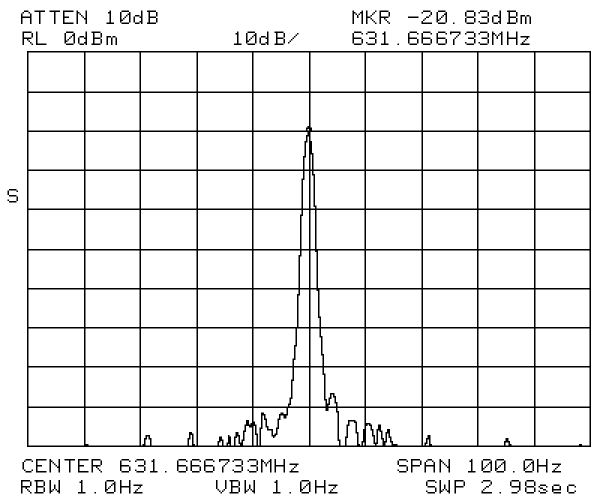 ATTEN 10dB MKR -20.83dBm
RL 0dBm 10dB/ 631.666733MHz
S
CENTER 631.666733MHz SPAN 100.0Hz
RBW 1.0Hz VBW 1.0Hz SWP 2.98sec